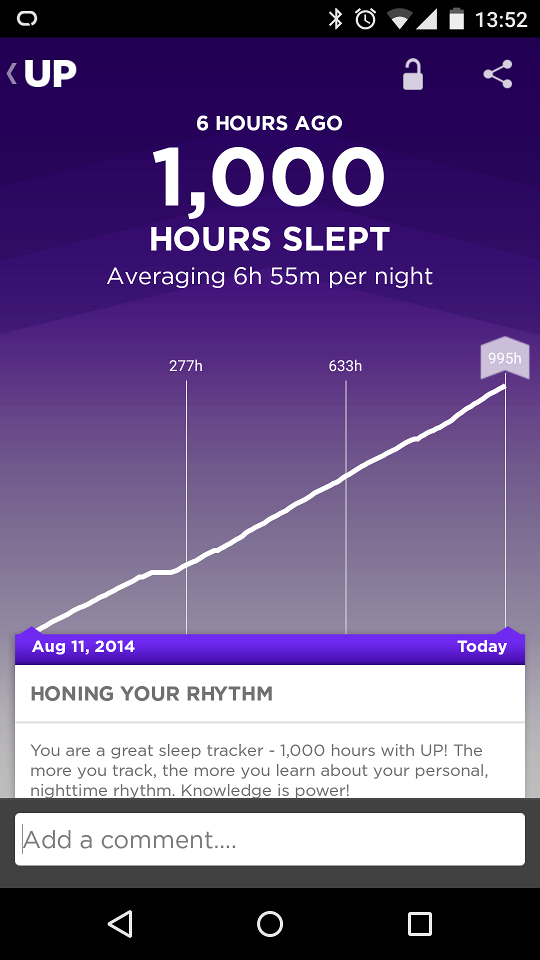 13:52
UP
6 HOURS AGO
1,000
HOURS SLEPT
Averaging 6h 55m per night
277h
633h
995h
Aug 11, 2014
Today
HONING YOUR RHYTHM
You are a great sleep tracker - 1,000 hours with UP! The
more you track, the more you learn about your personal,
nighttime rhythm. Knowledge is power!
Add a comment....